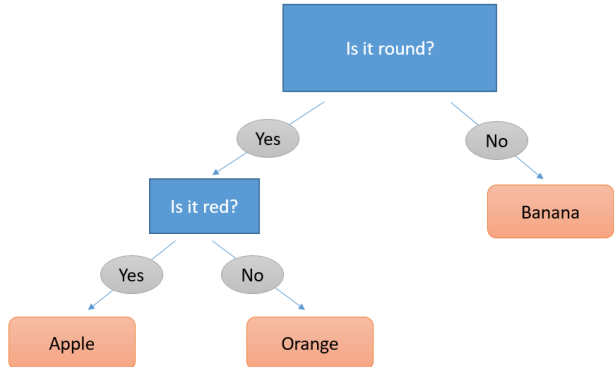 Is it round?
Yes
No
Is it red?
Banana
Yes
No
Apple
Orange